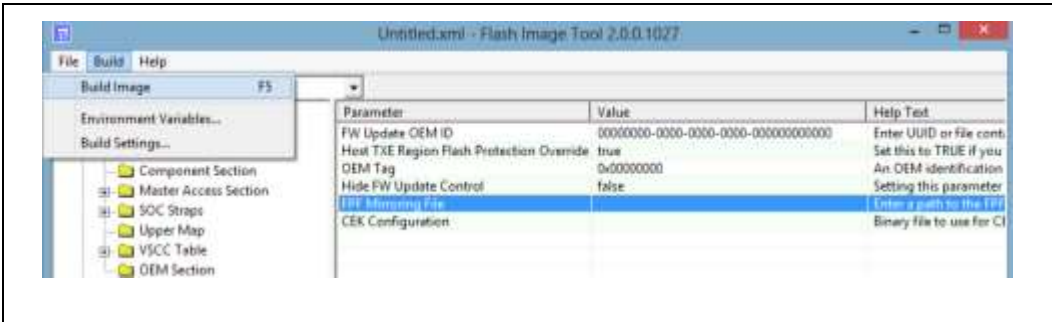 Untitled.xml - Flash Image Tool 2.0.0.1027
File Build Help
Build Image F5
Environment Variables...
Build Settings...
Component Section
Master Access Section
SOC Straps
Upper Map
VSCC Table
OEM Section
Parameter Value Help Text
FW Update OEM ID 00000000-0000-0000-0000-000000000000 Enter UUID or file cont
Host TXE Region Flash Protection Override true Set this to TRUE if you
OEM Tag 0x00000000 An OEM identification
Hide FW Update Control false Setting this parameter
FPF Mirroring File Enter a path to the FPF
CEK Configuration Binary file to use for CE